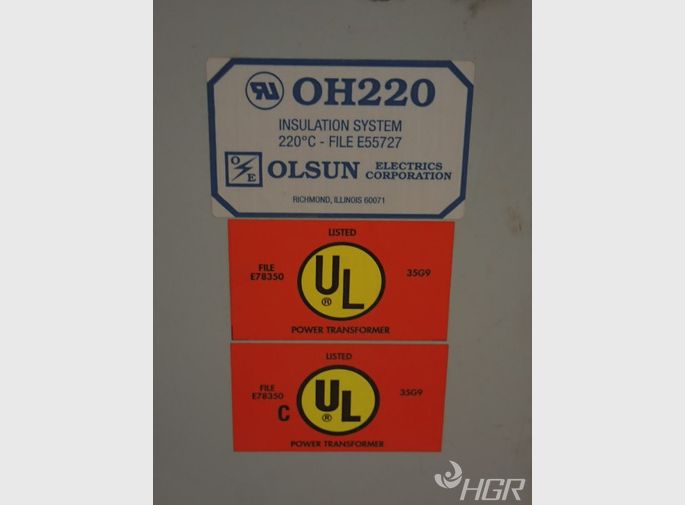 RU OH220
INSULATION SYSTEM
220°C - FILE E55727
O E OLSUN ELECTRICS CORPORATION
RICHMOND, ILLINOIS 60071
LISTED
FILE E78350 UL ® 35G9
POWER TRANSFORMER
LISTED
FILE E78350 C UL ® 35G9
POWER TRANSFORMER
HGR